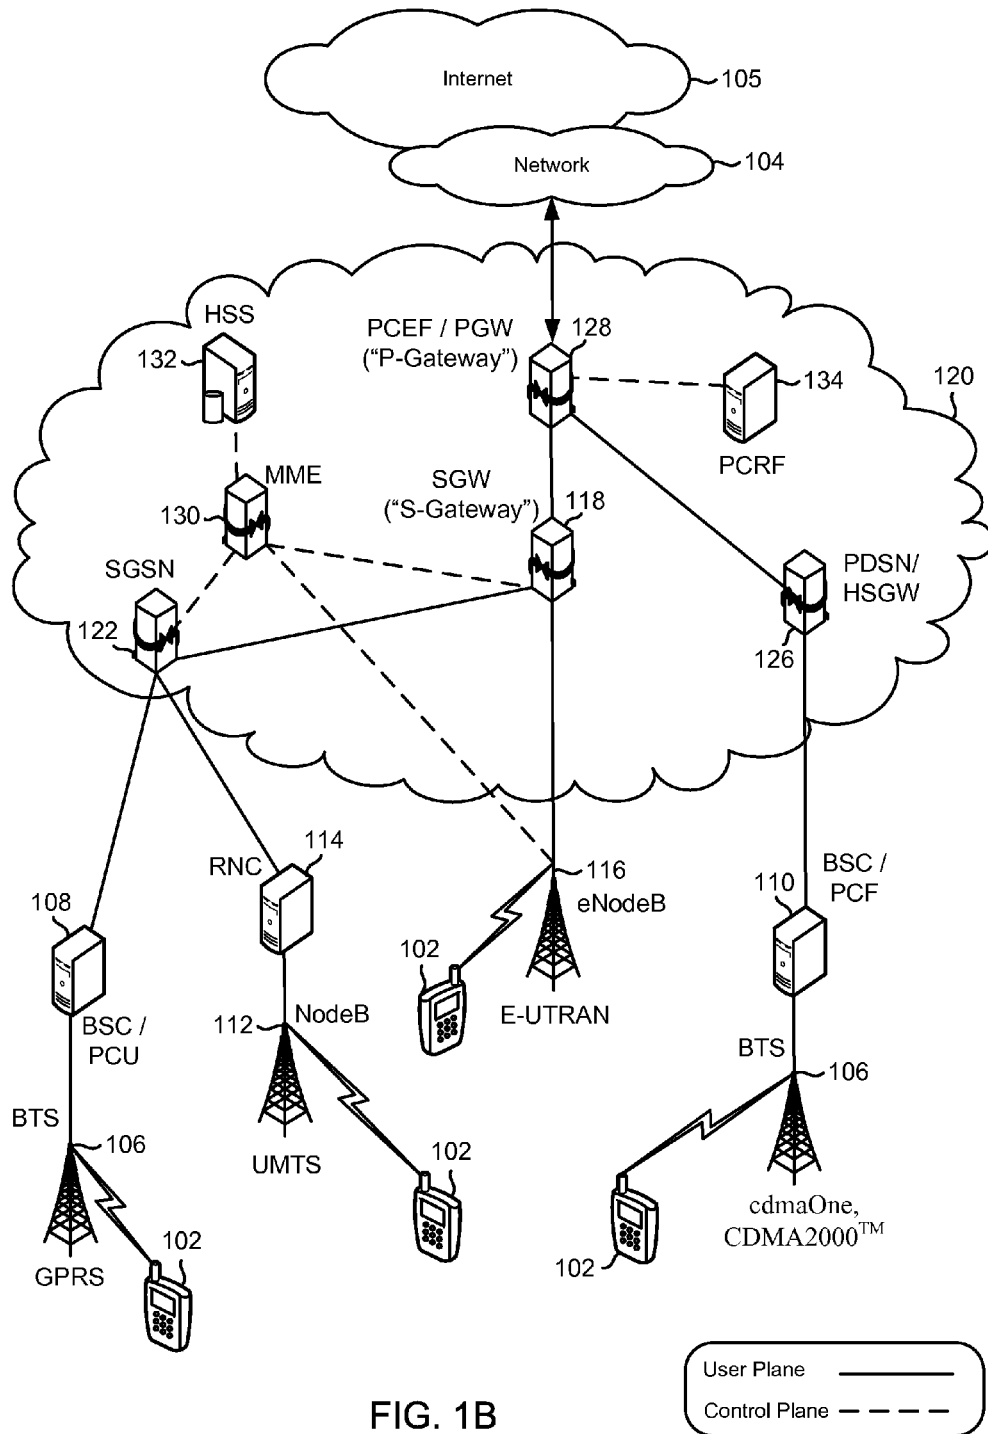 Internet
105
Network
104
HSS
132
PCEF / PGW
(“P-Gateway”)
128
134
120
PCRF
MME
130
SGW
(“S-Gateway”)
118
SGSN
122
PDSN/
HSGW
126
RNC
114
108
116
eNodeB
BSC /
PCF
110
102
E-UTRAN
BSC /
PCU
112
NodeB
BTS
106
BTS
106
UMTS
102
cdmaOne,
CDMA2000™
102
GPRS
102
User Plane
Control Plane
FIG. 1B